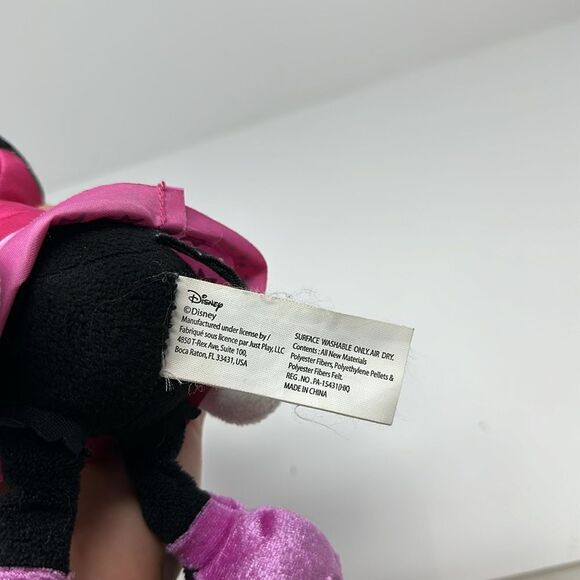 Disney
©Disney
Manufactured under license by /
Fabriqué sous licence par Just Play, LLC
4850 T-Rex Ave, Suite 100,
Boca Raton, FL 33431, USA
SURFACE WASHABLE ONLY. AIR DRY.
Contents : All New Materials
Polyester Fibers, Polyethylene Pellets &
Polyester Fibers Felt.
REG . NO . PA-15431(HBQ
MADE IN CHINA